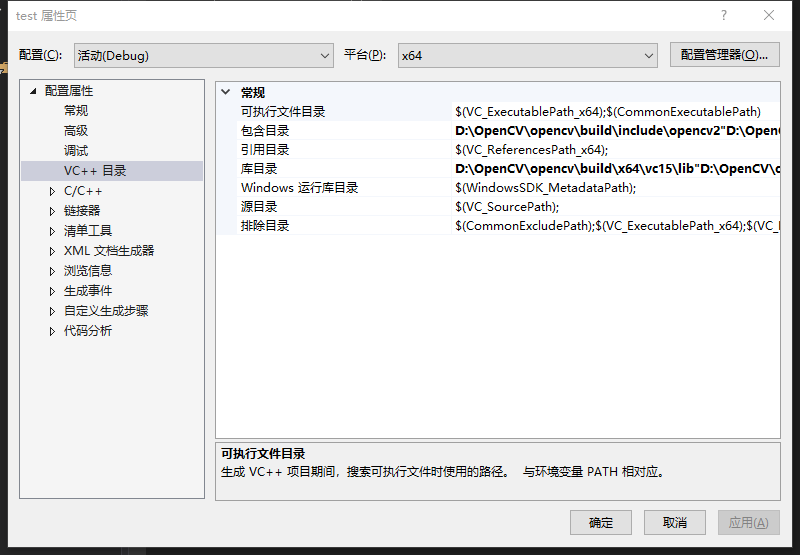 test 属性页
配置(C): 活动(Debug) 平台(P): x64 配置管理器(O)...
配置属性
常规
高级
调试
VC++ 目录
C/C++
链接器
清单工具
XML 文档生成器
浏览信息
生成事件
自定义生成步骤
代码分析
常规
可执行文件目录 $(VC_ExecutablePath_x64);$(CommonExecutablePath)
包含目录 D:\OpenCV\opencv\build\include\opencv2"D:\Open
引用目录 $(VC_ReferencesPath_x64);
库目录 D:\OpenCV\opencv\build\x64\vc15\lib"D:\OpenCV\o
Windows 运行库目录 $(WindowsSDK_MetadataPath);
源目录 $(VC_SourcePath);
排除目录 $(CommonExcludePath);$(VC_ExecutablePath_x64);$(VC_
可执行文件目录
生成 VC++ 项目期间，搜索可执行文件时使用的路径。 与环境变量 PATH 相对应。
确定 取消 应用(A)